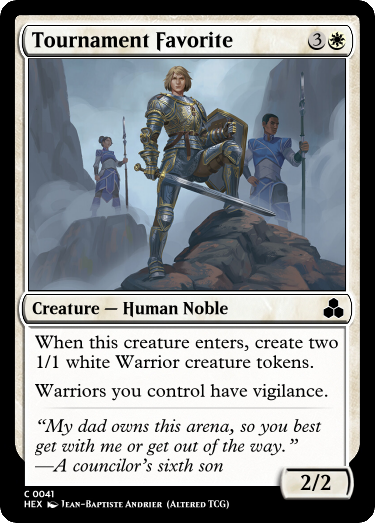 Tournament Favorite 3
Creature — Human Noble
When this creature enters, create two
1/1 white Warrior creature tokens.
Warriors you control have vigilance.
“My dad owns this arena, so you best
get with me or get out of the way.”
—A councilor’s sixth son
2/2
C 0041
HEX Jean-Baptiste Andrier (Altered TCG)